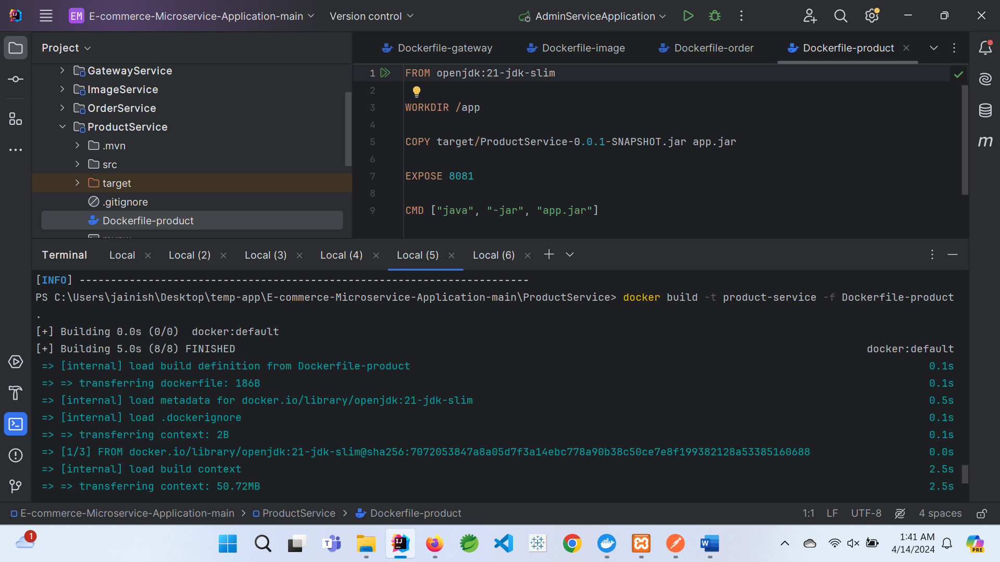 EM E-commerce-Microservice-Application-main Version control AdminServiceApplication
Project
Dockerfile-gateway Dockerfile-image Dockerfile-order Dockerfile-product
GatewayService
ImageService
OrderService
ProductService
.mvn
src
target
.gitignore
Dockerfile-product
1 FROM openjdk:21-jdk-slim
2
3 WORKDIR /app
4
5 COPY target/ProductService-0.0.1-SNAPSHOT.jar app.jar
6
7 EXPOSE 8081
8
9 CMD ["java", "-jar", "app.jar"]
Terminal Local Local (2) Local (3) Local (4) Local (5) Local (6)
[INFO] ------------------------------------------------------------------------
PS C:\Users\jainish\Desktop\temp-app\E-commerce-Microservice-Application-main\ProductService> docker build -t product-service -f Dockerfile-product
.
[+] Building 0.0s (0/0) docker:default
[+] Building 5.0s (8/8) FINISHED docker:default
=> [internal] load build definition from Dockerfile-product 0.1s
=> => transferring dockerfile: 186B 0.1s
=> [internal] load metadata for docker.io/library/openjdk:21-jdk-slim 0.5s
=> [internal] load .dockerignore 0.1s
=> => transferring context: 2B 0.1s
=> [1/3] FROM docker.io/library/openjdk:21-jdk-slim@sha256:7072053847a8a05d7f3a14ebc778a90b38c50ce7e8f199382128a53385160688 0.0s
=> [internal] load build context 2.5s
=> => transferring context: 50.72MB 2.5s
E-commerce-Microservice-Application-main > ProductService > Dockerfile-product 1:1 LF UTF-8 4 spaces
1
1:41 AM
4/14/2024
PRE